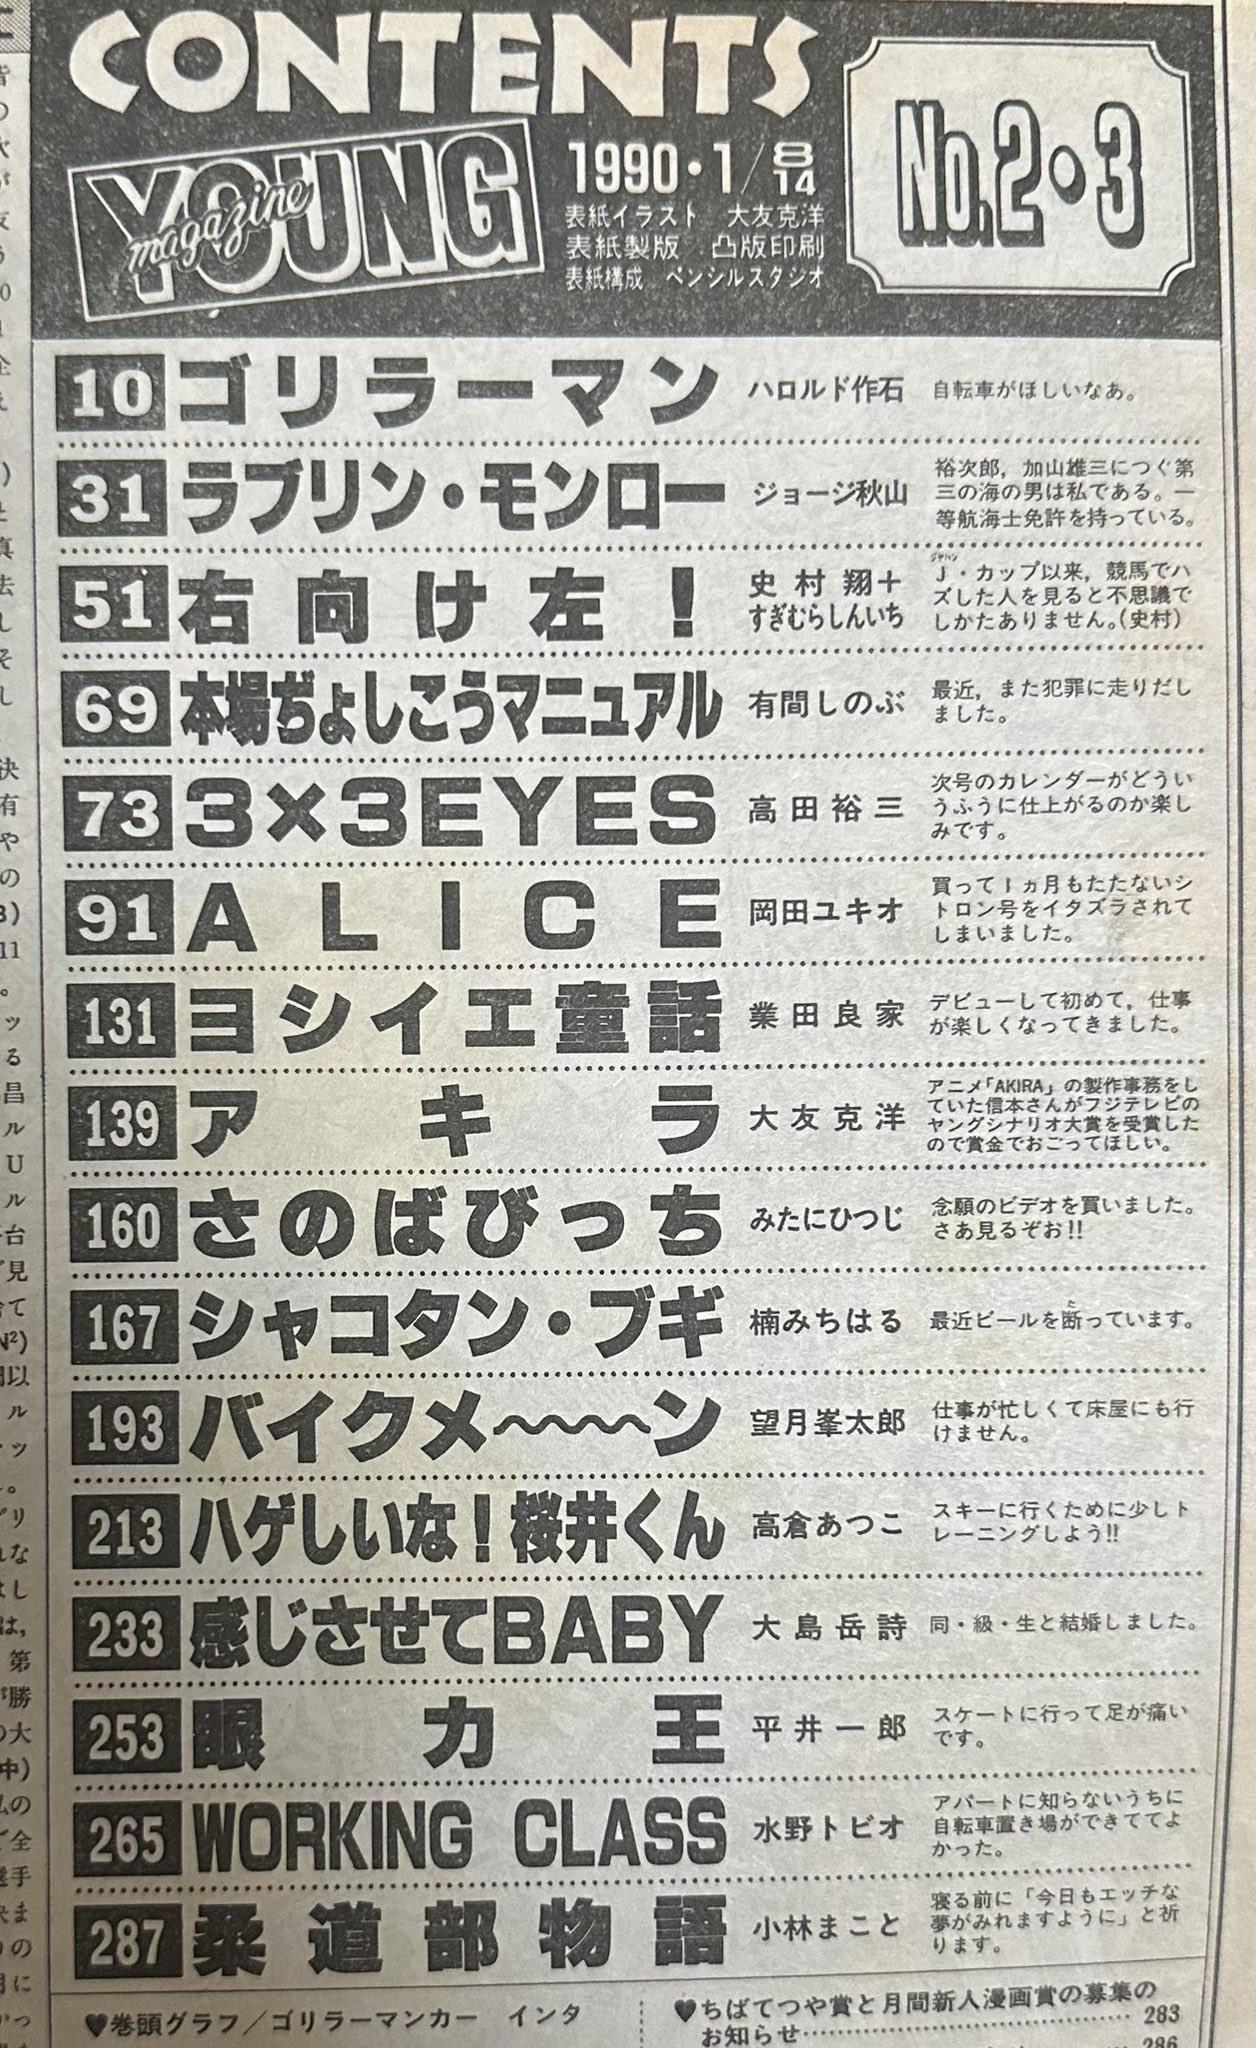 CONTENTS
YOUNG
magazine
1990・1/8 14
表紙イラスト 大友克洋
表紙製版 凸版印刷
表紙構成 ペンシルスタジオ
No.2・3
10 ゴリラーマン ハロルド作石 自転車がほしいなあ。
31 ラブリン・モンロー ジョージ秋山
裕次郎，加山雄三につぐ第
三の海の男は私である。一
等航海士免許を持っている。
51 右向け左！ 史村翔＋
すぎむらしんいち
J・カップ以来，競馬でハ
ズした人を見ると不思議で
しかたありません。(史村)
69 本場ぢょしこうマニュアル 有間しのぶ
最近，また犯罪に走りだし
ました。
73 3×3EYES 高田裕三
次号のカレンダーがどうい
うふうに仕上がるのか楽し
みです。
91 ALICE 岡田ユキオ
買って1ヵ月もたたないシ
トロン号をイタズラされて
しまいました。
131 ヨシイエ童話 業田良家
デビューして初めて，仕事
が楽しくなってきました。
139 アキラ 大友克洋
アニメ「AKIRA」の製作事務をし
ていた信本さんがフジテレビの
ヤングシナリオ大賞を受賞した
ので賞金でおごってほしい。
160 さのばびっち みたにひつじ
念願のビデオを買いました。
さあ見るぞお!!
167 シャコタン・ブギ 楠みちはる 最近ビールを断っています。
193 バイクメ～～～ン 望月峯太郎
仕事が忙しくて床屋にも行
けません。
213 ハゲしいな！桜井くん 高倉あつこ
スキーに行くために少しト
レーニングしよう!!
233 感じさせてBABY 大島岳詩 同・級・生と結婚しました。
253 眼力王 平井一郎
スケートに行って足が痛い
です。
265 WORKING CLASS 水野トビオ
アパートに知らないうちに
自転車置き場ができててよ
かった。
287 柔道部物語 小林まこと
寝る前に「今日もエッチな
夢がみれますように」と祈
ります。
♥巻頭グラフ／ゴリラーマンカー インタ
♥ちばてつや賞と月間新人漫画賞の募集の
お知らせ…… 283
286